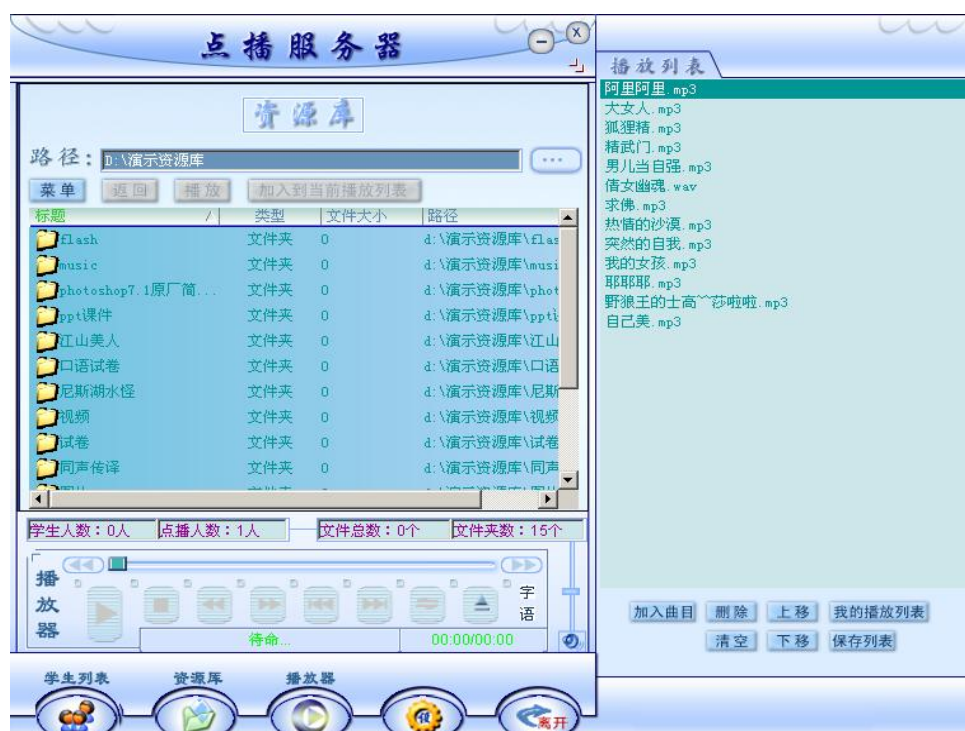 点播服务器
资源库
路径：D:\演示资源库
...
菜单 返回 播放 加入到当前播放列表
标题 / 类型 文件大小 路径
flash 文件夹 0 d:\演示资源库\flas
music 文件夹 0 d:\演示资源库\musi
photoshop7.1原厂简... 文件夹 0 d:\演示资源库\phot
ppt课件 文件夹 0 d:\演示资源库\ppt
江山美人 文件夹 0 d:\演示资源库\江山
口语试卷 文件夹 0 d:\演示资源库\口语
尼斯湖水怪 文件夹 0 d:\演示资源库\尼斯
视频 文件夹 0 d:\演示资源库\视频
试卷 文件夹 0 d:\演示资源库\试卷
同声传译 文件夹 0 d:\演示资源库\同声
学生人数：0人 点播人数：1人 文件总数：0个 文件夹数：15个
播放器
字
语
待命... 00:00/00:00
学生列表 资源库 播放器
离开
播放列表
阿里阿里.mp3
大女人.mp3
狐狸精.mp3
精武门.mp3
男儿当自强.mp3
倩女幽魂.wav
求佛.mp3
热情的沙漠.mp3
突然的自我.mp3
我的女孩.mp3
耶耶耶.mp3
野狼王的士高^^莎啦啦.mp3
自己美.mp3
加入曲目 删除 上移 我的播放列表
清空 下移 保存列表